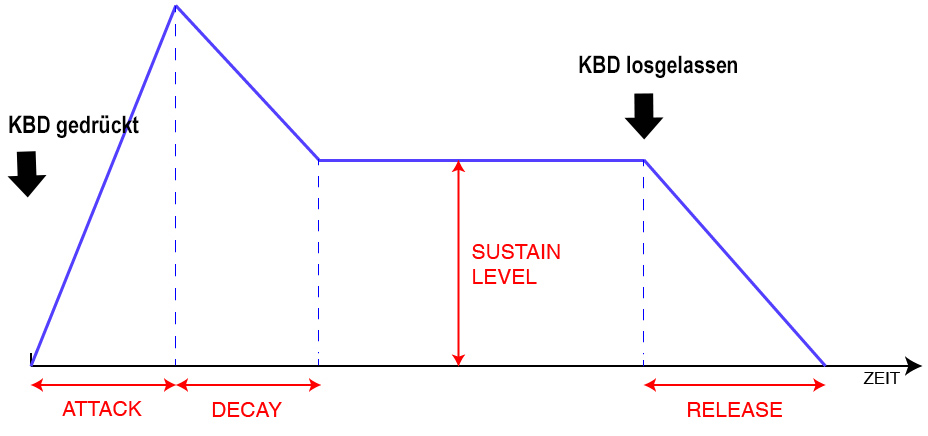 KBD losgelassen
KBD gedrückt
SUSTAIN
LEVEL
ZEIT
ATTACK
DECAY
RELEASE